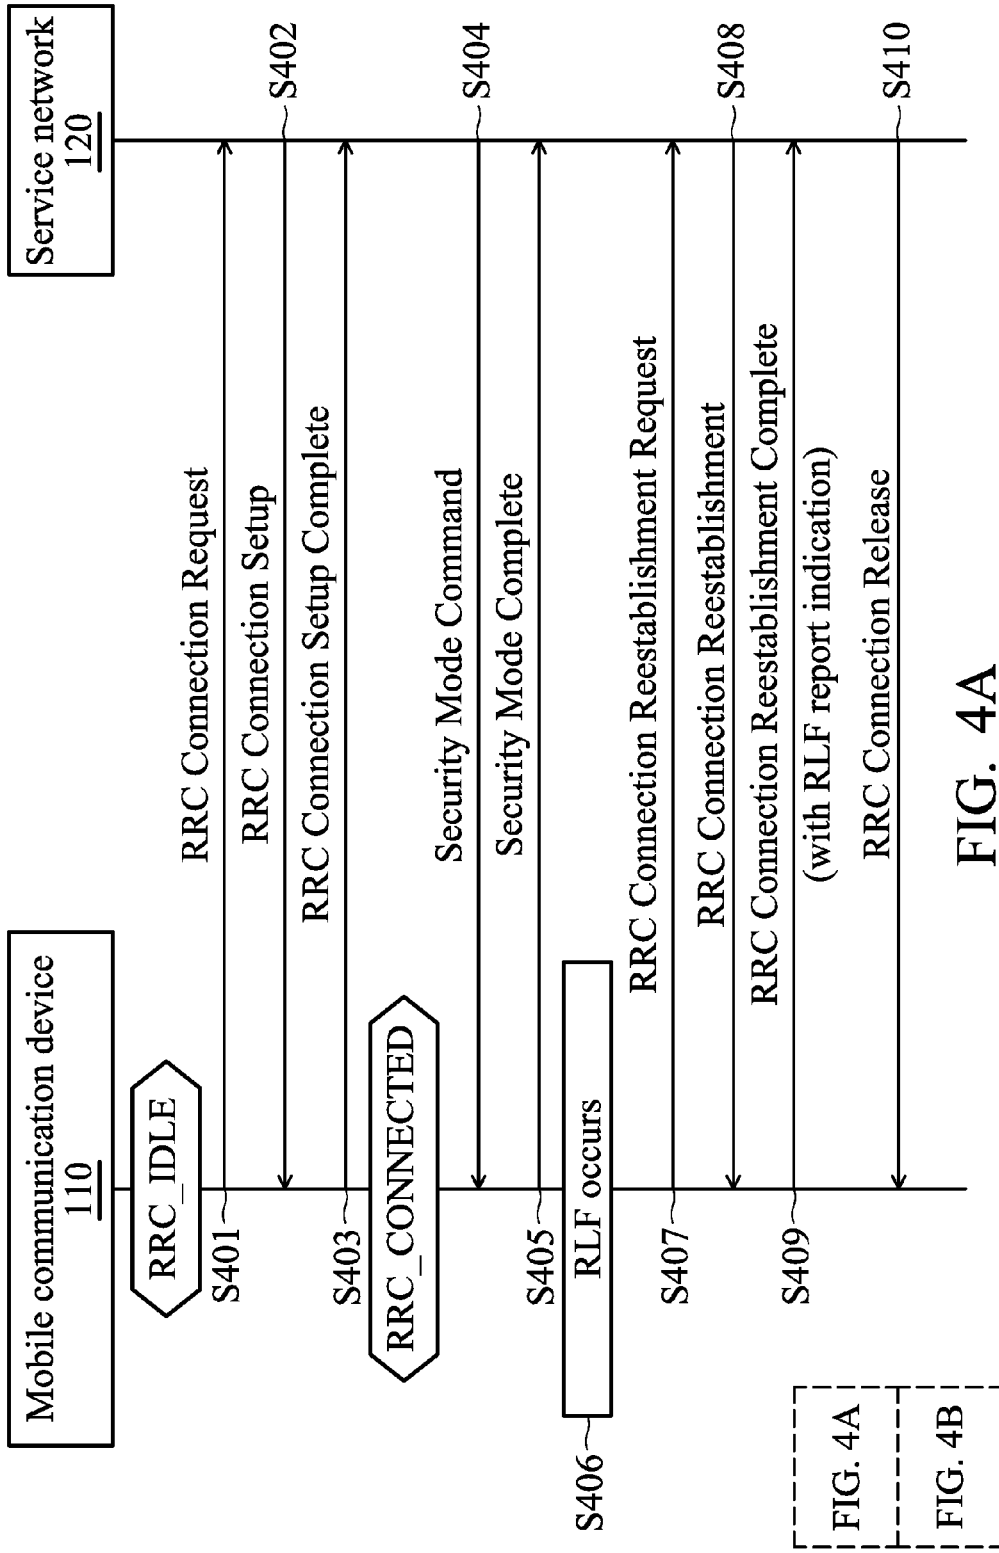 Mobile communication device
110
Service network
120
RRC_IDLE
S401
RRC Connection Request
RRC Connection Setup
S402
S403
RRC Connection Setup Complete
RRC_CONNECTED
Security Mode Command
S404
S405
Security Mode Complete
S406
RLF occurs
S407
RRC Connection Reestablishment Request
RRC Connection Reestablishment
S408
S409
RRC Connection Reestablishment Complete
(with RLF report indication)
RRC Connection Release
S410
FIG. 4A
FIG. 4B
FIG. 4A